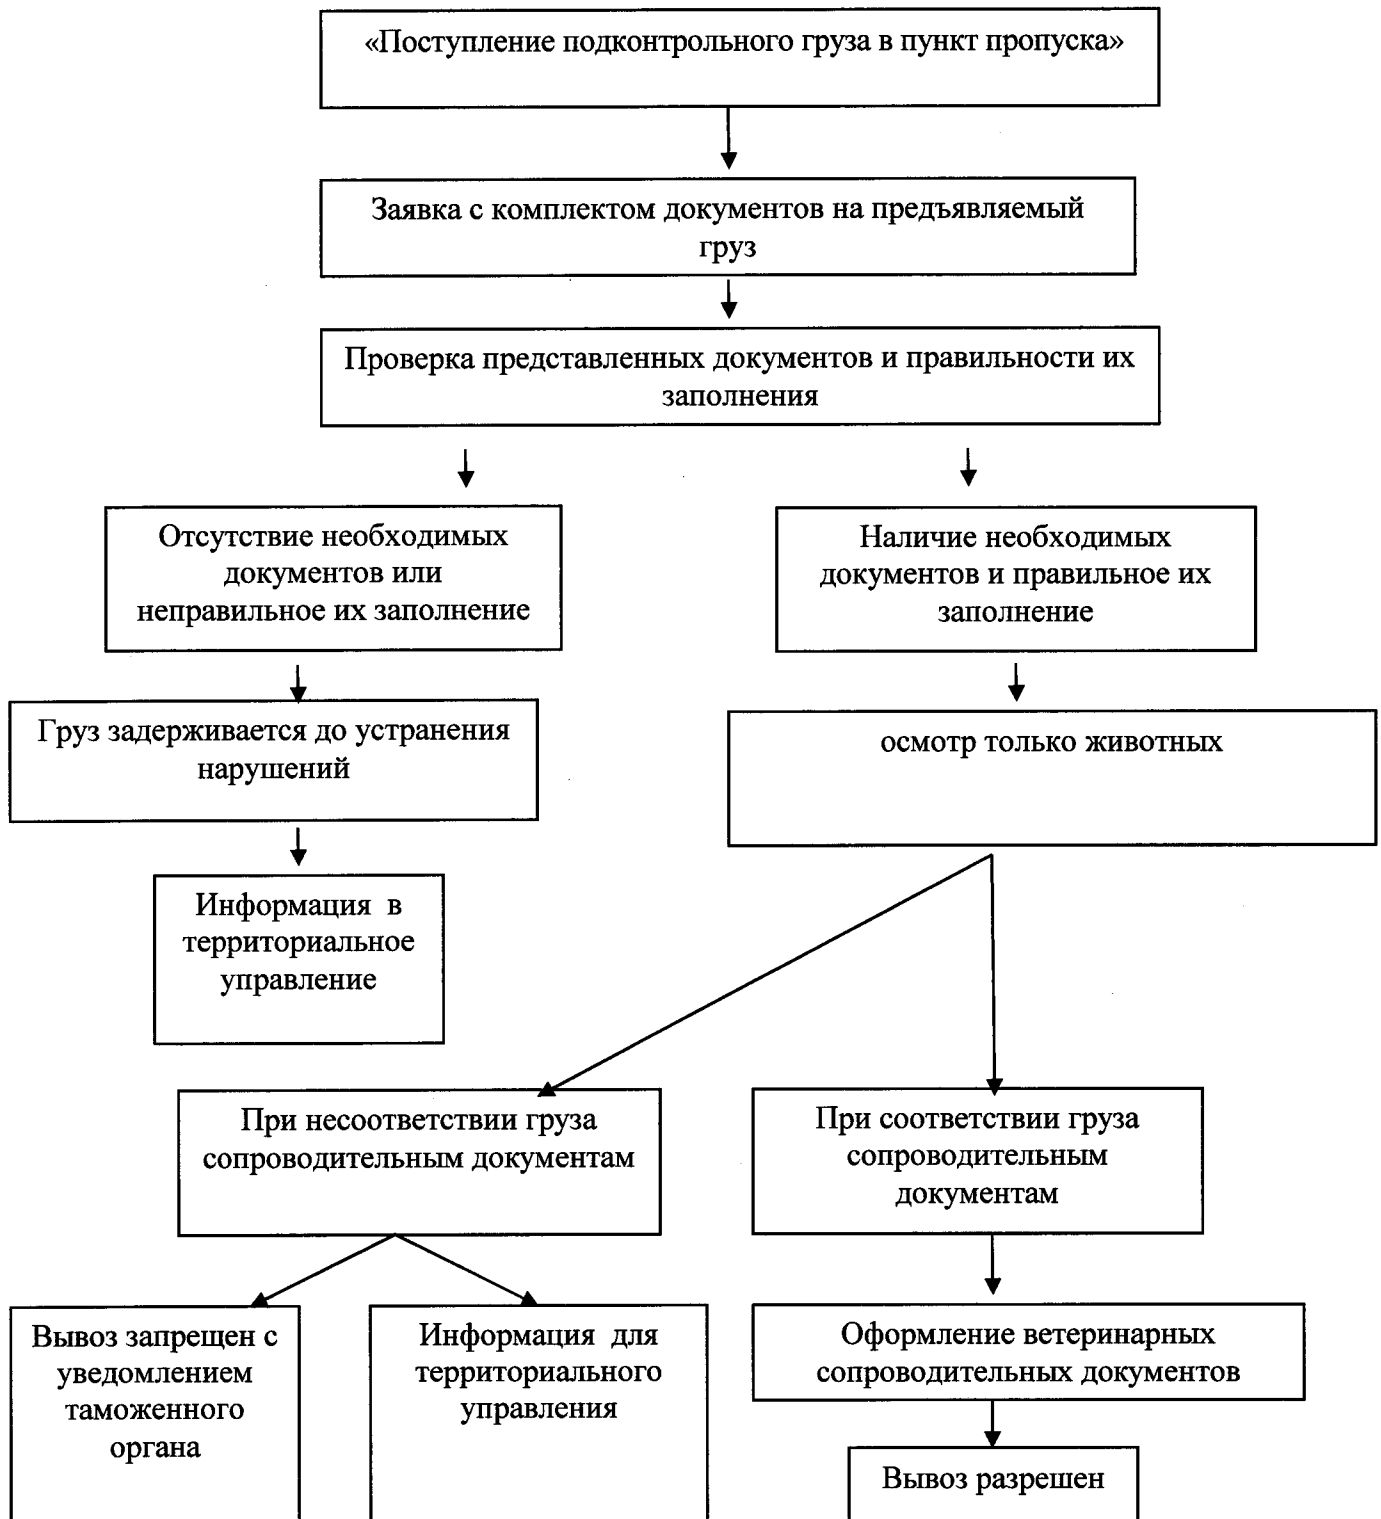 «Поступление подконтрольного груза в пункт пропуска»
Заявка с комплектом документов на предъявляемый
груз
Проверка представленных документов и правильности их
заполнения
Отсутствие необходимых
документов или
неправильное их заполнение
Наличие необходимых
документов и правильное их
заполнение
Груз задерживается до устранения
нарушений
осмотр только животных
Информация в
территориальное
управление
При несоответствии груза
сопроводительным документам
При соответствии груза
сопроводительным
документам
Вывоз запрещен с
уведомлением
таможенного
органа
Информация для
территориального
управления
Оформление ветеринарных
сопроводительных документов
Вывоз разрешен